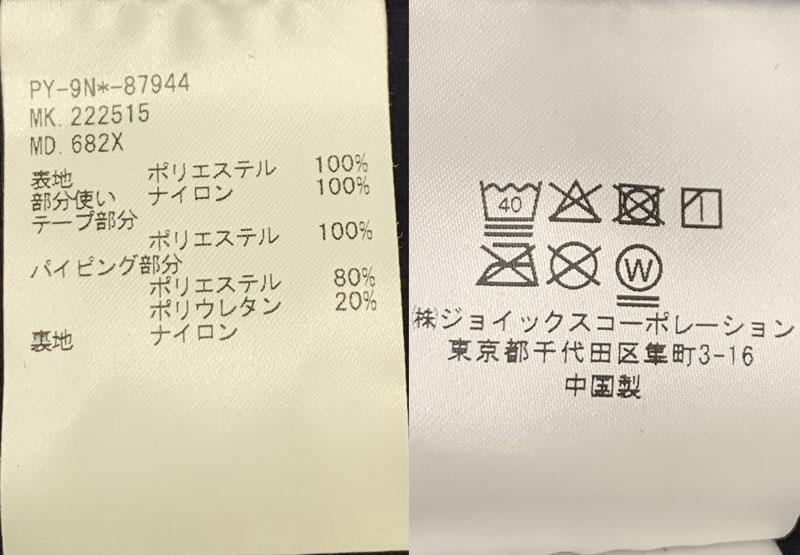 PY-9N*-87944
MK. 222515
MD. 682X
表地 ポリエステル 100%
部分使い ナイロン 100%
テープ部分
ポリエステル 100%
パイピング部分
ポリエステル 80%
ポリウレタン 20%
裏地 ナイロン
40
W
㈱ジョイックスコーポレーション
東京都千代田区隼町3-16
中国製